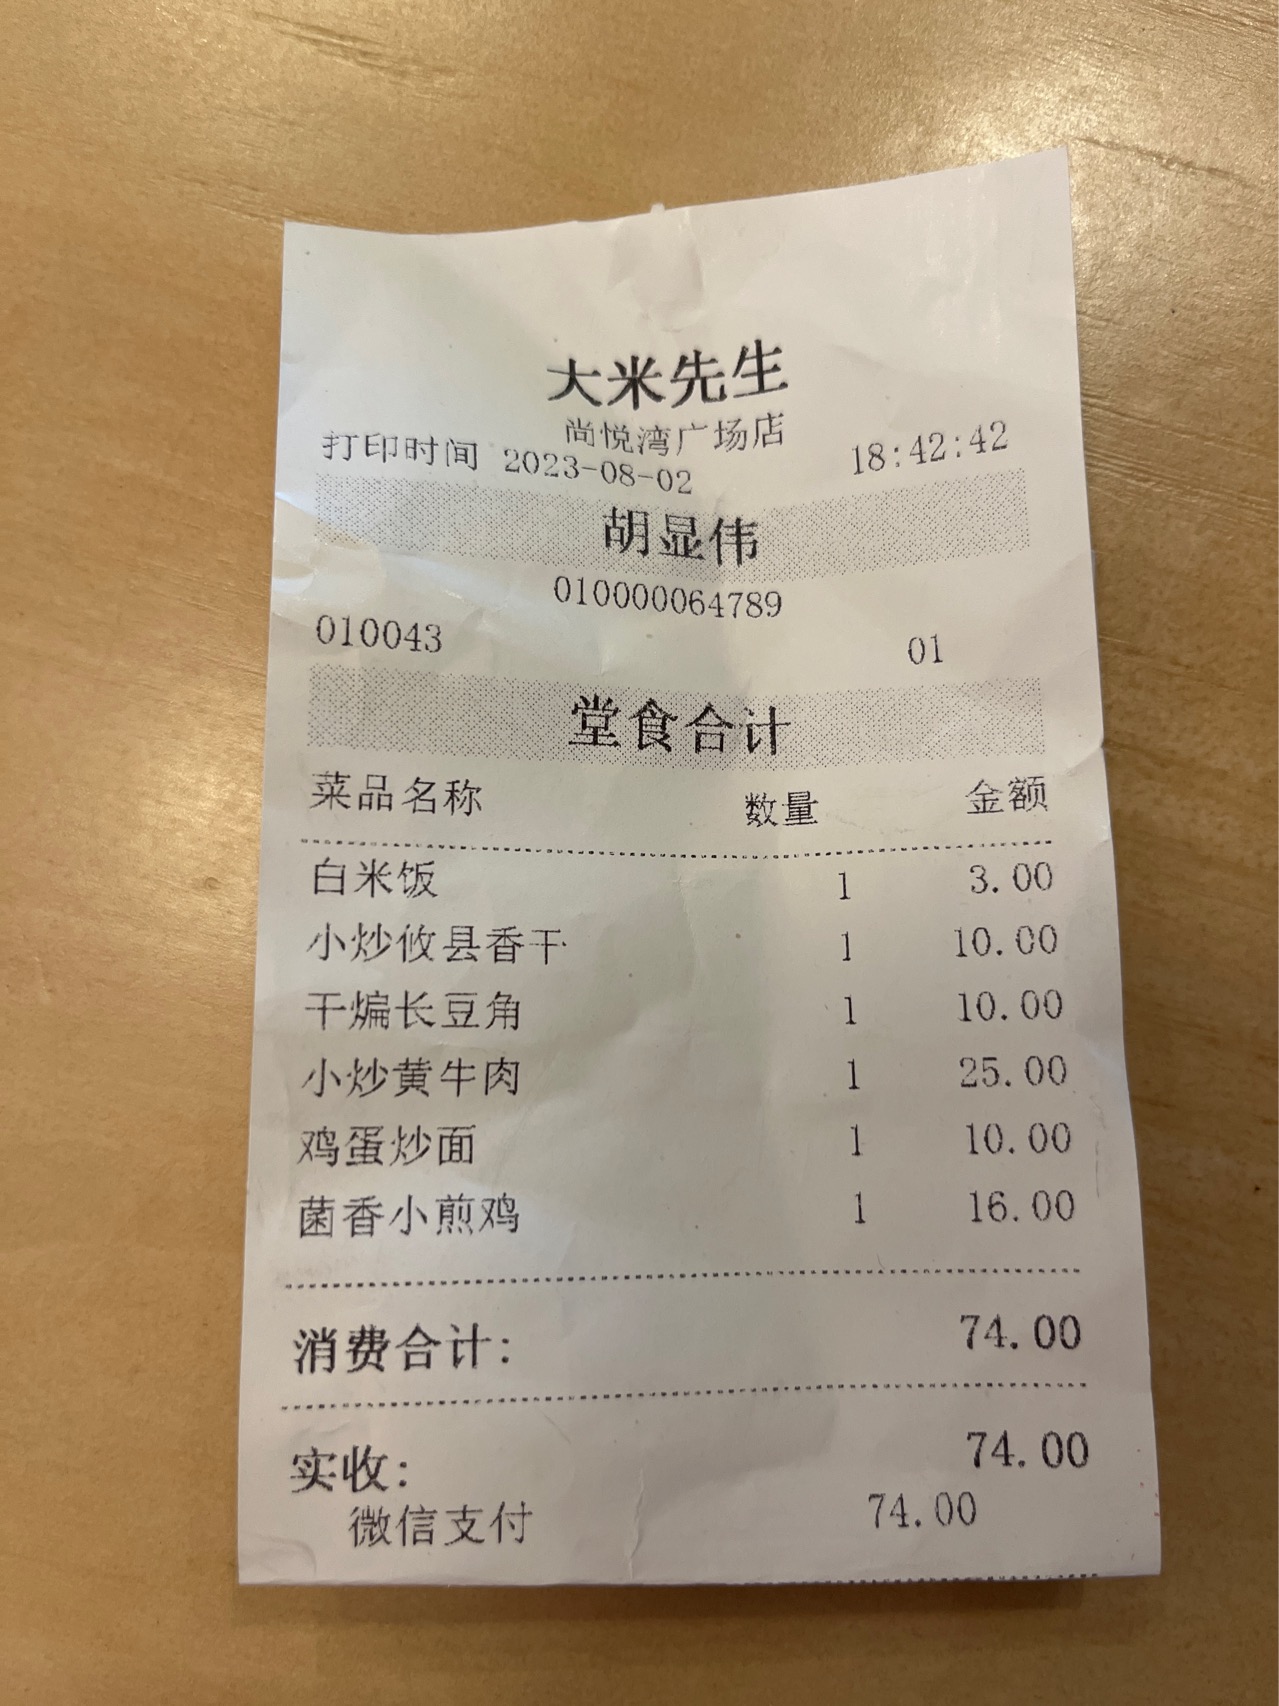 大米先生
尚悦湾广场店
打印时间 2023-08-02 18:42:42
胡显伟
010000064789
010043 01
堂食合计
菜品名称 数量 金额
白米饭 1 3.00
小炒攸县香干 1 10.00
干煸长豆角 1 10.00
小炒黄牛肉 1 25.00
鸡蛋炒面 1 10.00
菌香小煎鸡 1 16.00
消费合计: 74.00
实收: 74.00
微信支付 74.00